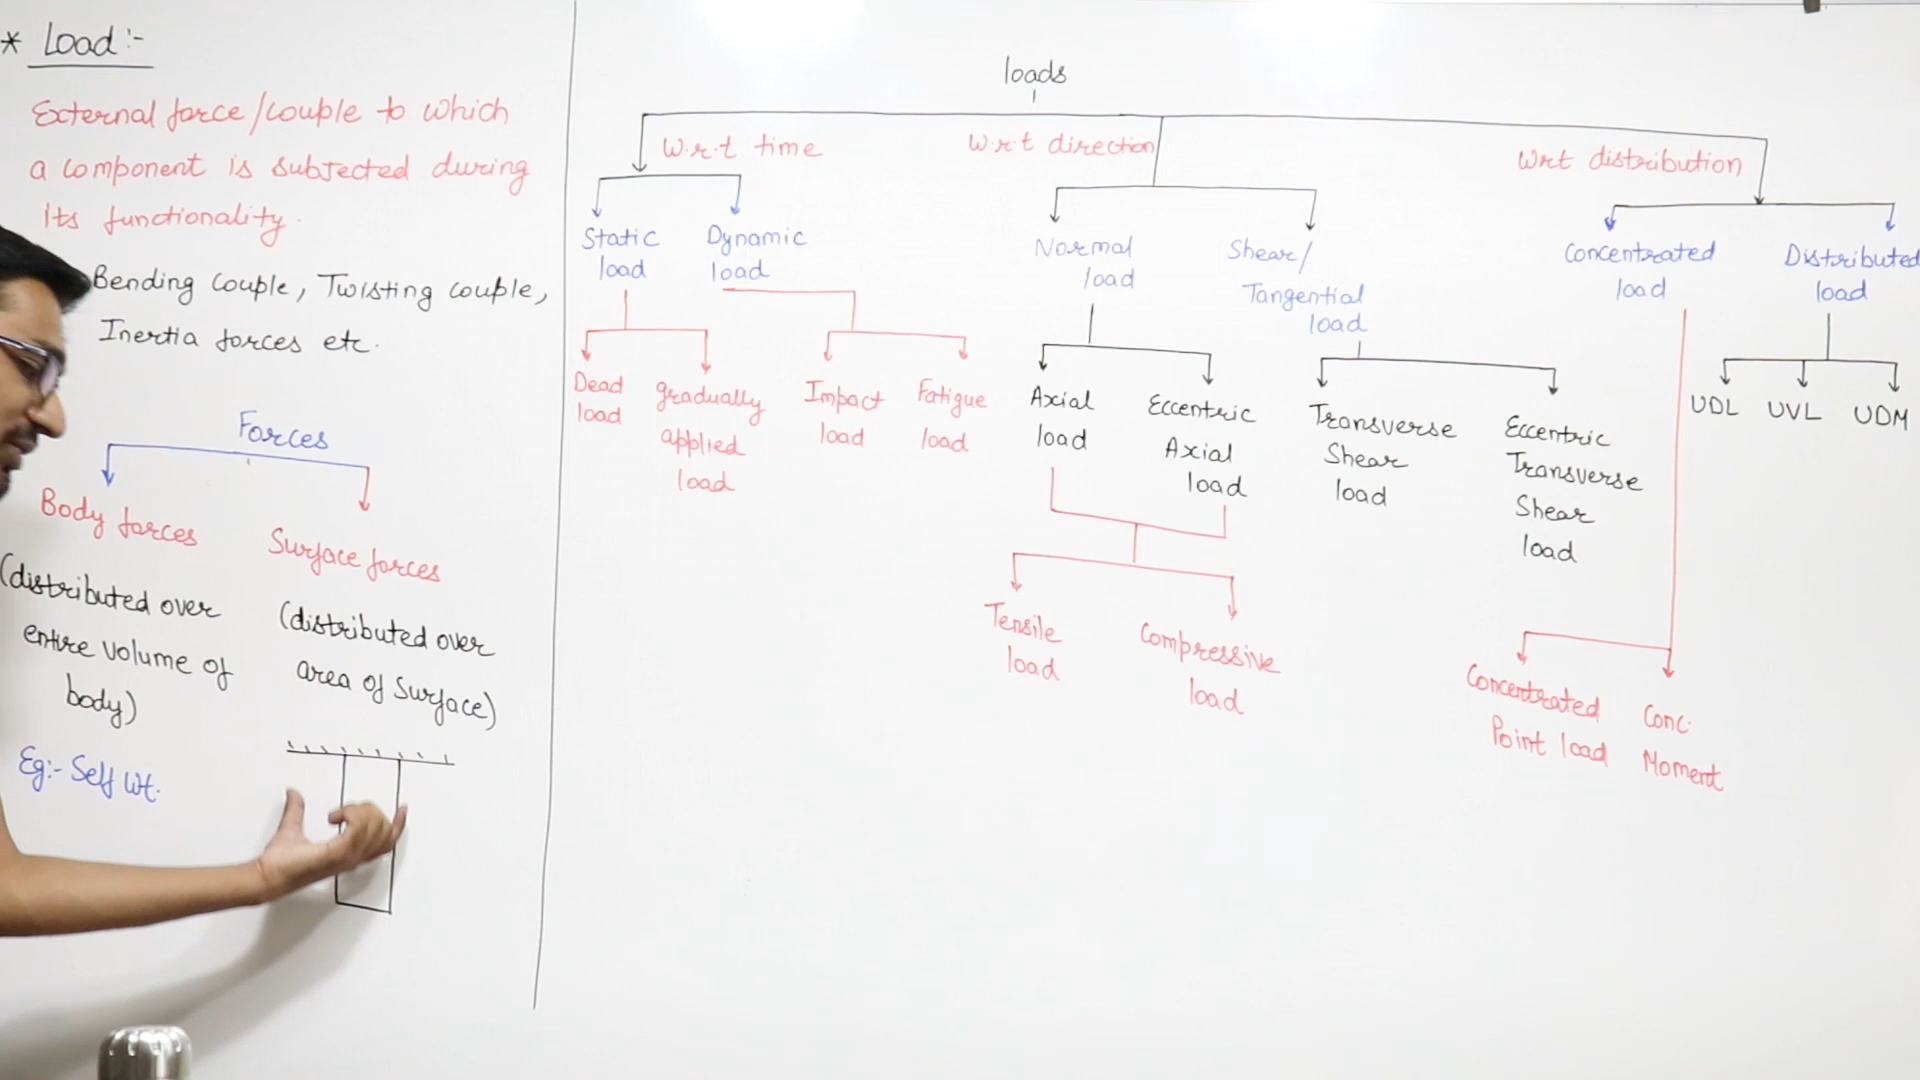 * Load :-
External force/couple to which
a component is subjected during
its functionality.
Bending couple, Twisting couple,
Inertia forces etc.
Forces
Body forces
(distributed over
entire volume of
body)
Eg:- Self Wt.
Surface forces
(distributed over
area of Surface)
loads
W.r.t time
Static
load
Dead
load
gradually
applied
load
Dynamic
load
Impact
load
Fatigue
load
W.r.t direction
Normal
load
Axial
load
Eccentric
Axial
load
Tensile
load
Compressive
load
Shear/
Tangential
load
Transverse
Shear
load
Eccentric
Transverse
Shear
load
Wrt distribution
Concentrated
load
Concentrated
Point load
Conc.
Moment
Distributed
load
UDL UVL UDM